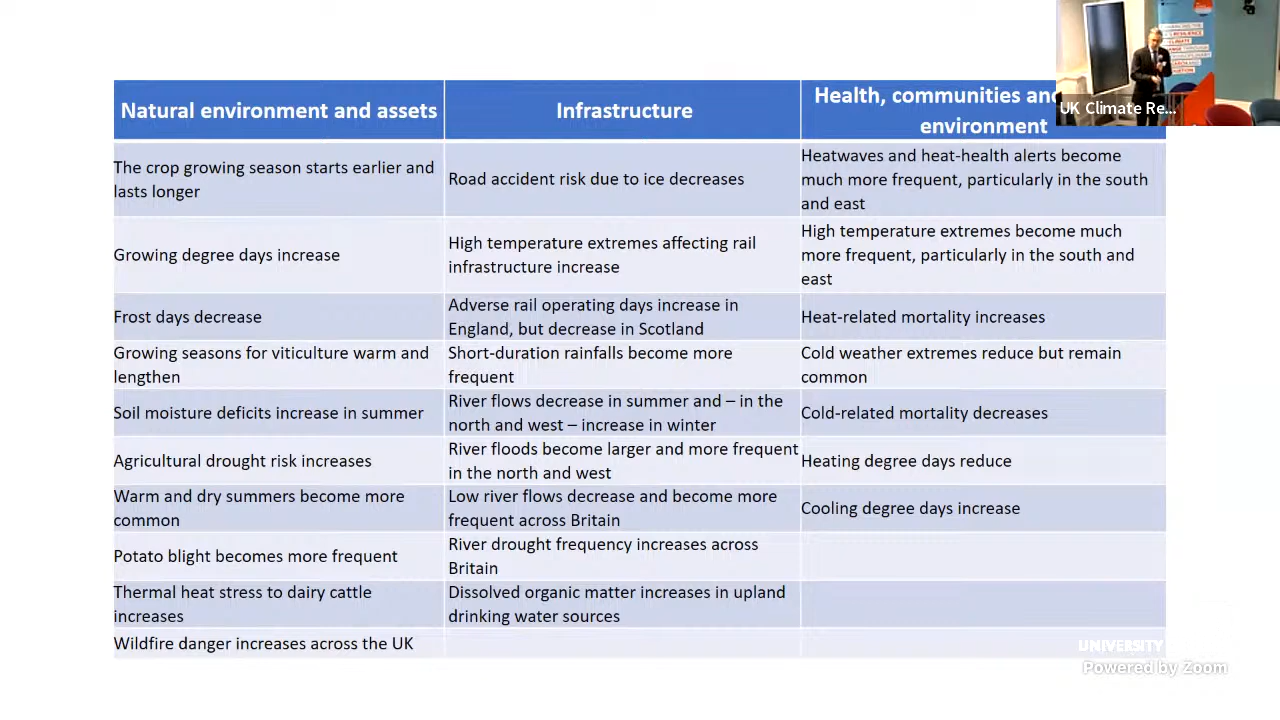 Natural environment and assets
Infrastructure
Health, communities and
environment
The crop growing season starts earlier and
lasts longer
Road accident risk due to ice decreases
Heatwaves and heat-health alerts become
much more frequent, particularly in the south
and east
Growing degree days increase
High temperature extremes affecting rail
infrastructure increase
High temperature extremes become much
more frequent, particularly in the south and
east
Frost days decrease
Adverse rail operating days increase in
England, but decrease in Scotland
Heat-related mortality increases
Growing seasons for viticulture warm and
lengthen
Short-duration rainfalls become more
frequent
Cold weather extremes reduce but remain
common
Soil moisture deficits increase in summer
River flows decrease in summer and – in the
north and west – increase in winter
Cold-related mortality decreases
Agricultural drought risk increases
River floods become larger and more frequent
in the north and west
Heating degree days reduce
Warm and dry summers become more
common
Low river flows decrease and become more
frequent across Britain
Cooling degree days increase
Potato blight becomes more frequent
River drought frequency increases across
Britain
Thermal heat stress to dairy cattle
increases
Dissolved organic matter increases in upland
drinking water sources
Wildfire danger increases across the UK
UK Climate Re...
UNIVERSITY
Powered by Zoom